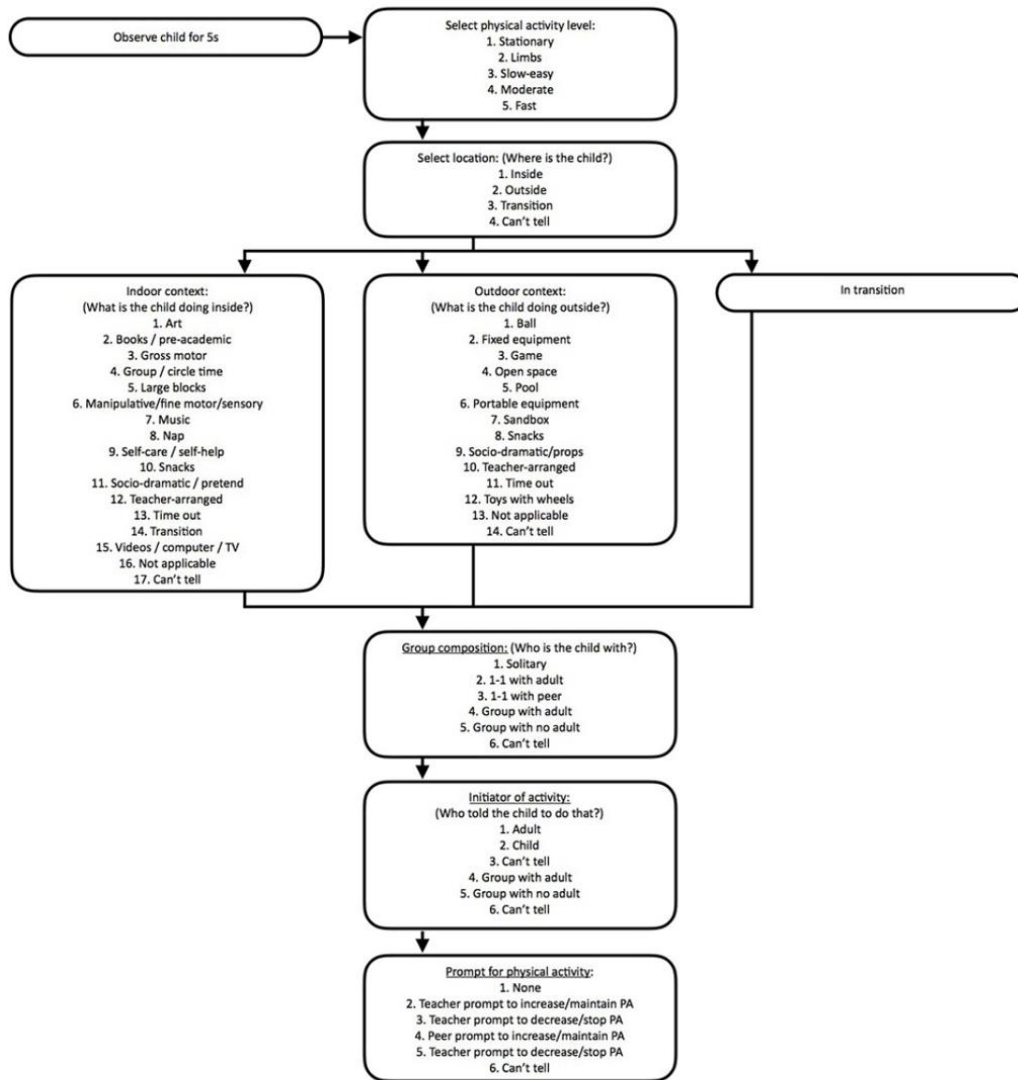 Observe child for 5s
Select physical activity level:
1. Stationary
2. Limbs
3. Slow-easy
4. Moderate
5. Fast
Select location: (Where is the child?)
1. Inside
2. Outside
3. Transition
4. Can't tell
Indoor context:
(What is the child doing inside?)
1. Art
2. Books / pre-academic
3. Gross motor
4. Group / circle time
5. Large blocks
6. Manipulative/fine motor/sensory
7. Music
8. Nap
9. Self-care / self-help
10. Snacks
11. Socio-dramatic / pretend
12. Teacher-arranged
13. Time out
14. Transition
15. Videos / computer / TV
16. Not applicable
17. Can't tell
Outdoor context:
(What is the child doing outside?)
1. Ball
2. Fixed equipment
3. Game
4. Open space
5. Pool
6. Portable equipment
7. Sandbox
8. Snacks
9. Socio-dramatic/props
10. Teacher-arranged
11. Time out
12. Toys with wheels
13. Not applicable
14. Can't tell
In transition
Group composition: (Who is the child with?)
1. Solitary
2. 1-1 with adult
3. 1-1 with peer
4. Group with adult
5. Group with no adult
6. Can't tell
Initiator of activity:
(Who told the child to do that?)
1. Adult
2. Child
3. Can't tell
4. Group with adult
5. Group with no adult
6. Can't tell
Prompt for physical activity:
1. None
2. Teacher prompt to increase/maintain PA
3. Teacher prompt to decrease/stop PA
4. Peer prompt to increase/maintain PA
5. Teacher prompt to decrease/stop PA
6. Can't tell